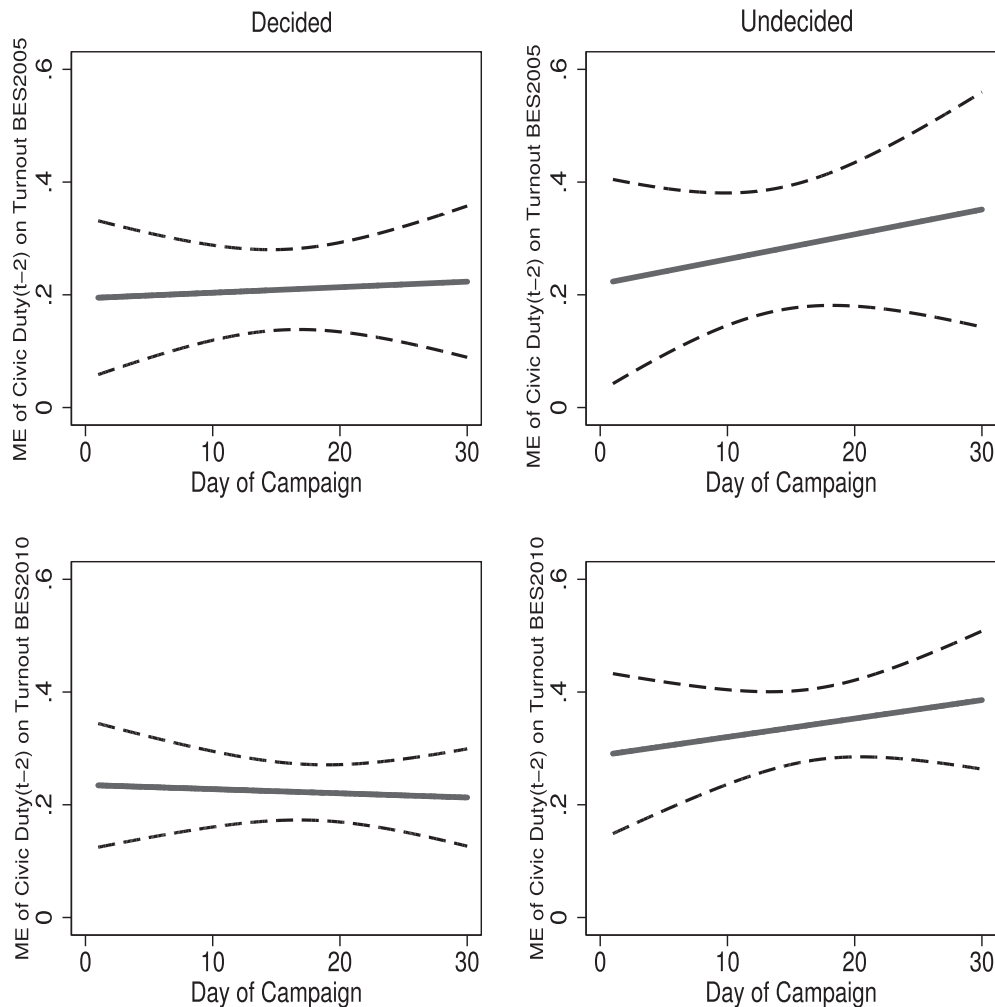 Decided
ME of Civic Duty(t−2) on Turnout BES2005
.6
.4
.2
0
0 10 20 30
Day of Campaign
Undecided
ME of Civic Duty(t−2) on Turnout BES2005
.6
.4
.2
0
0 10 20 30
Day of Campaign
ME of Civic Duty(t−2) on Turnout BES2010
.6
.4
.2
0
0 10 20 30
Day of Campaign
ME of Civic Duty(t−2) on Turnout BES2010
.6
.4
.2
0
0 10 20 30
Day of Campaign